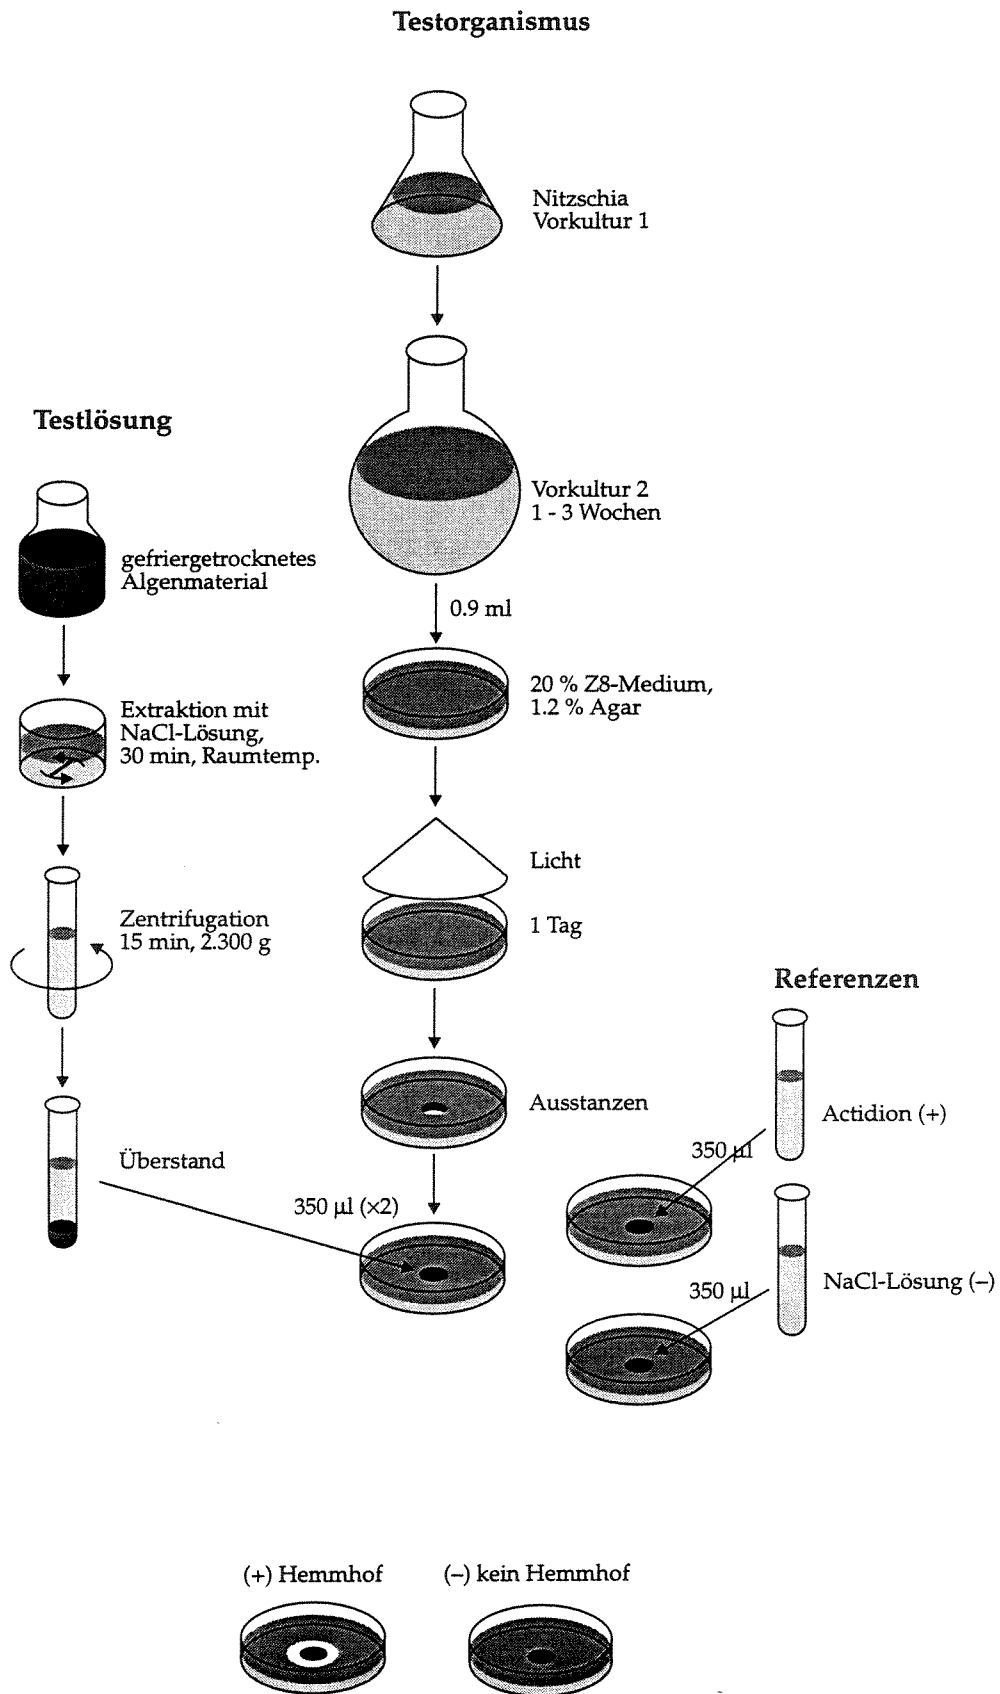 Testorganismus
Nitzschia
Vorkultur 1
Testlösung
Vorkultur 2
1 - 3 Wochen
gefriergetrocknetes
Algenmaterial
0.9 ml
20 % Z8-Medium,
1.2 % Agar
Extraktion mit
NaCl-Lösung,
30 min, Raumtemp.
Licht
1 Tag
Zentrifugation
15 min, 2.300 g
Referenzen
Ausstanzen
Actidion (+)
350 µl
Überstand
350 µl (×2)
NaCl-Lösung (–)
350 µl
(+) Hemmhof
(–) kein Hemmhof